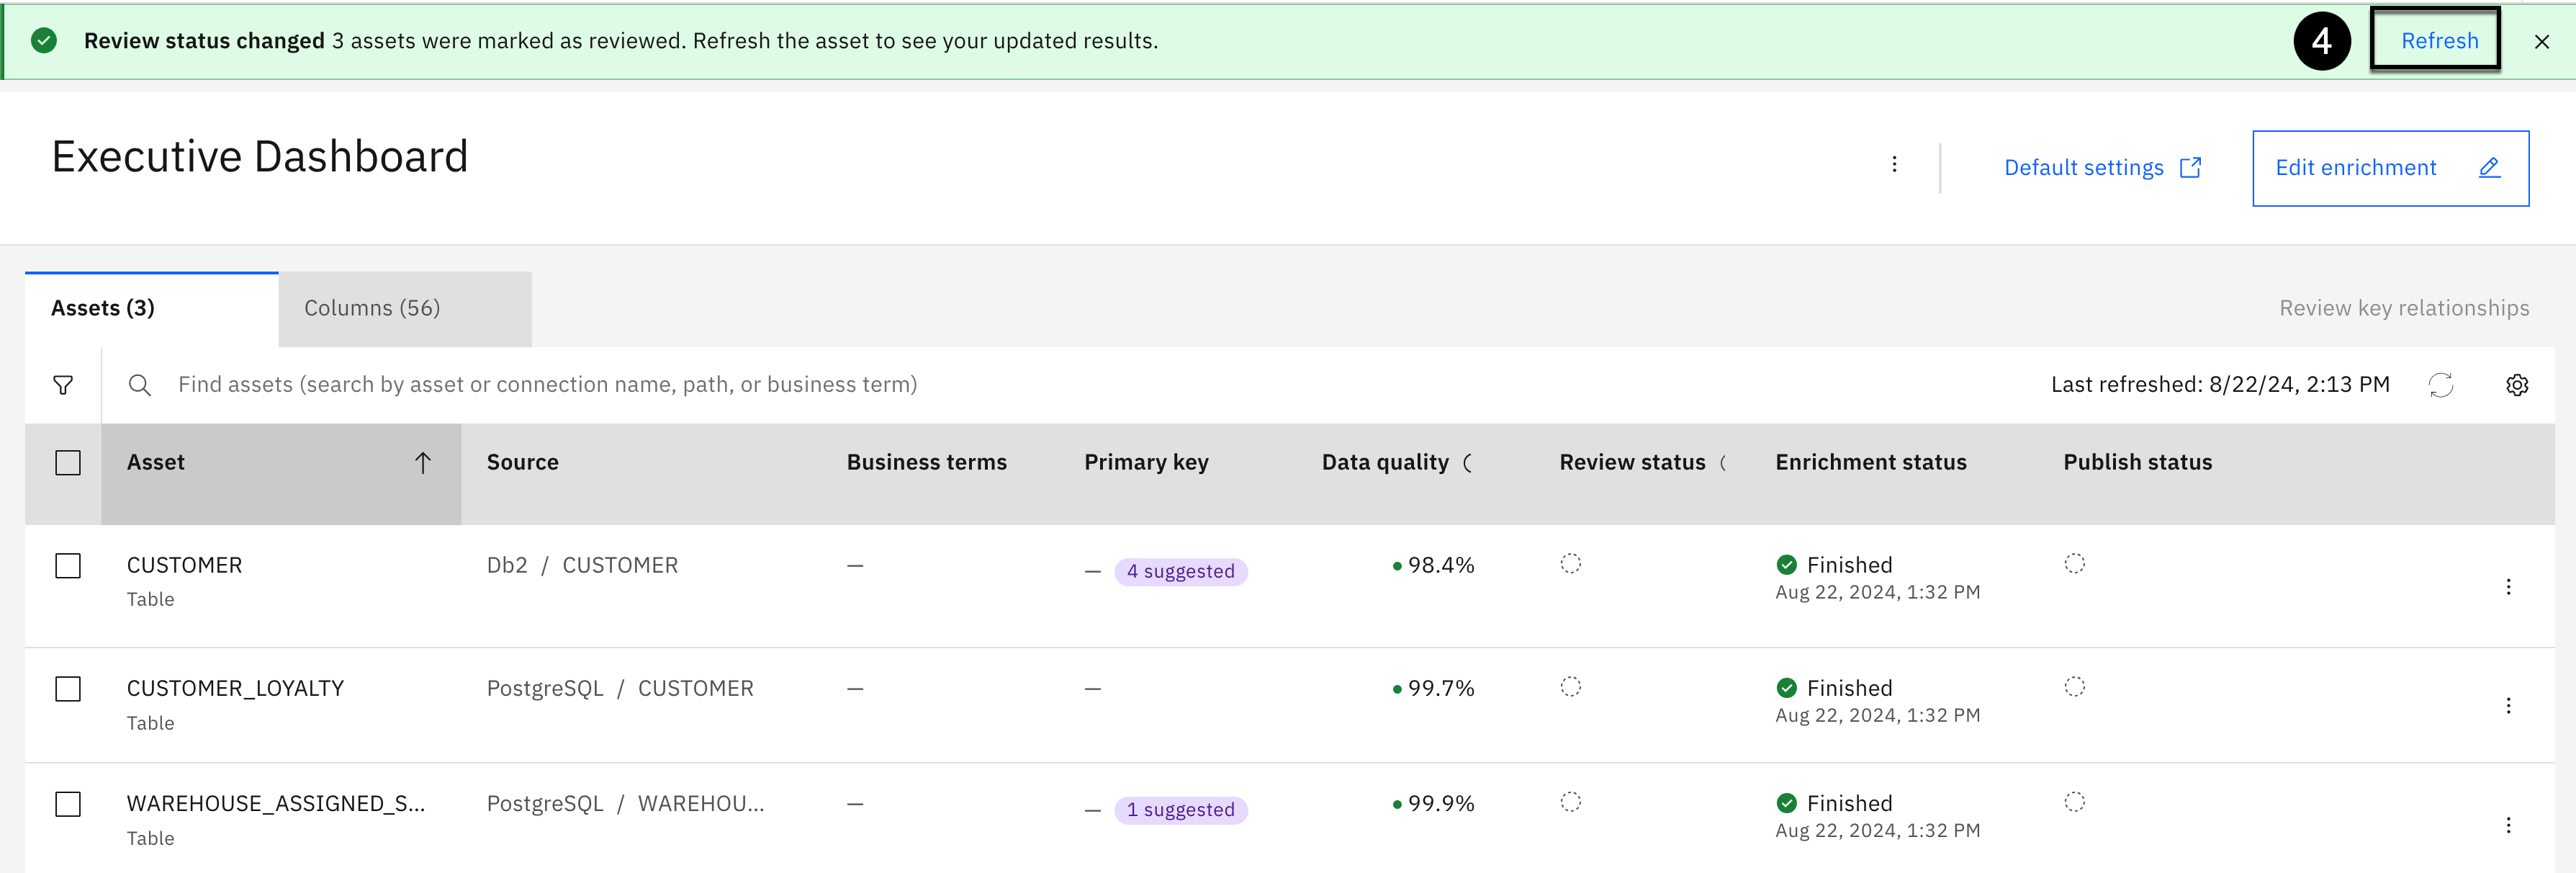 Review status changed 3 assets were marked as reviewed. Refresh the asset to see your updated results.
4
Refresh
Executive Dashboard
Default settings
Edit enrichment
Assets (3)
Columns (56)
Review key relationships
Find assets (search by asset or connection name, path, or business term)
Last refreshed: 8/22/24, 2:13 PM
Asset Source Business terms Primary key Data quality Review status Enrichment status Publish status
CUSTOMER Db2 / CUSTOMER — — 4 suggested 98.4% Finished
Table Aug 22, 2024, 1:32 PM
CUSTOMER_LOYALTY PostgreSQL / CUSTOMER — — 99.7% Finished
Table Aug 22, 2024, 1:32 PM
WAREHOUSE_ASSIGNED_S... PostgreSQL / WAREHOU... — — 1 suggested 99.9% Finished
Table Aug 22, 2024, 1:32 PM